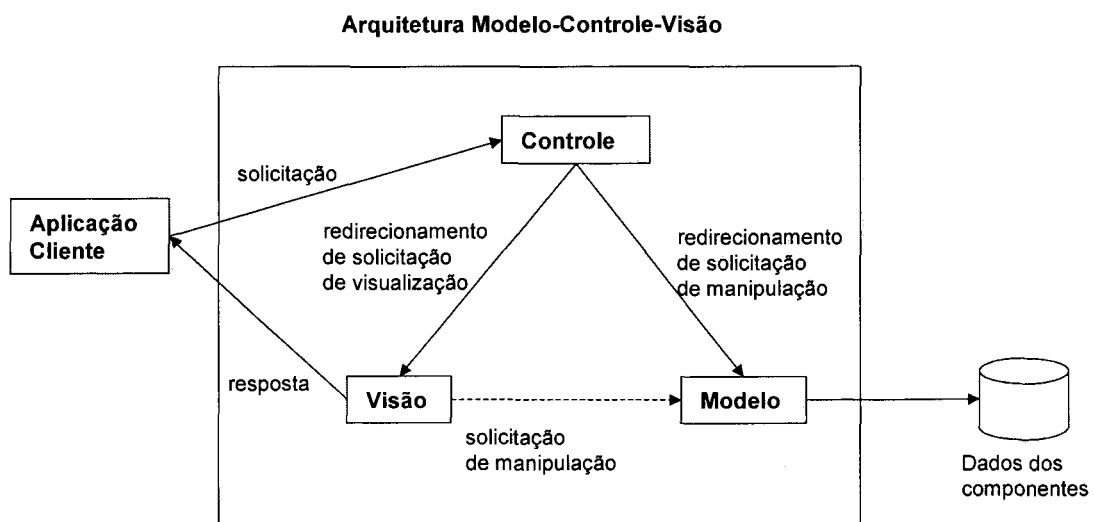 Arquitetura Modelo-Controle-Visão
Controle
solicitação
Aplicação
Cliente
redirecionamento
de solicitação
de visualização
redirecionamento
de solicitação
de manipulação
resposta
Visão
Modelo
solicitação
de manipulação
Dados dos
componentes